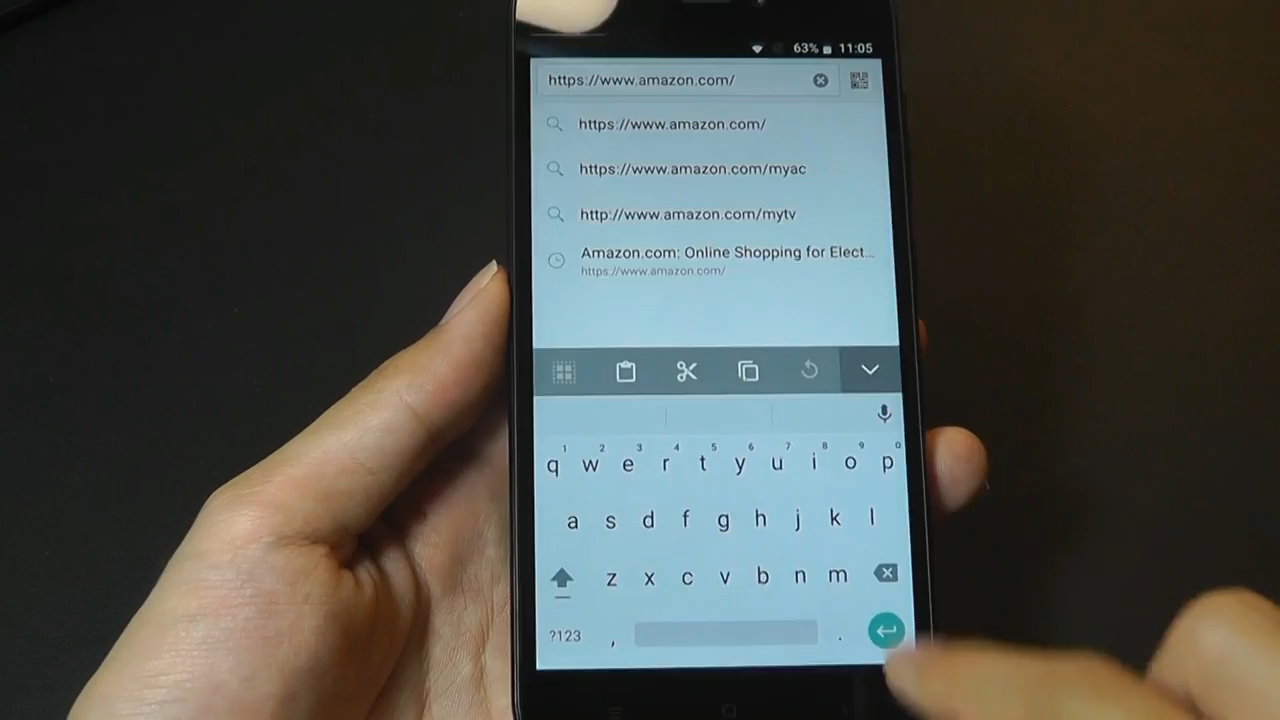 63% 11:05
https://www.amazon.com/
https://www.amazon.com/
https://www.amazon.com/myac
http://www.amazon.com/mytv
Amazon.com: Online Shopping for Elect...
https://www.amazon.com/
1 2 3 4 5 6 7 8 9 0
q w e r t y u i o p
a s d f g h j k l
z x c v b n m
?123 , .